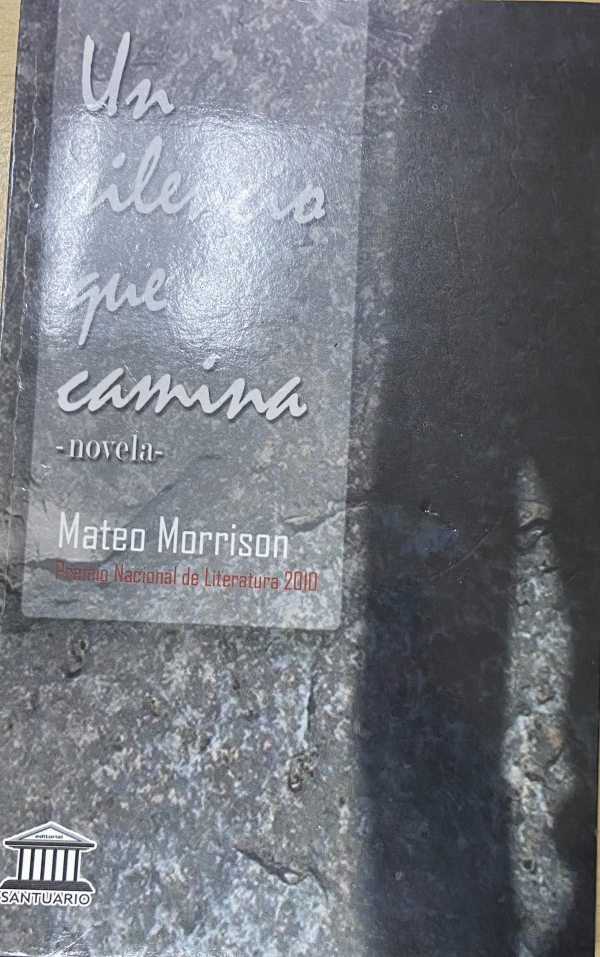 Un
silencio
que
camina
-novela-
Mateo Morrison
Premio Nacional de Literatura 2010
editorial
SANTUARIO